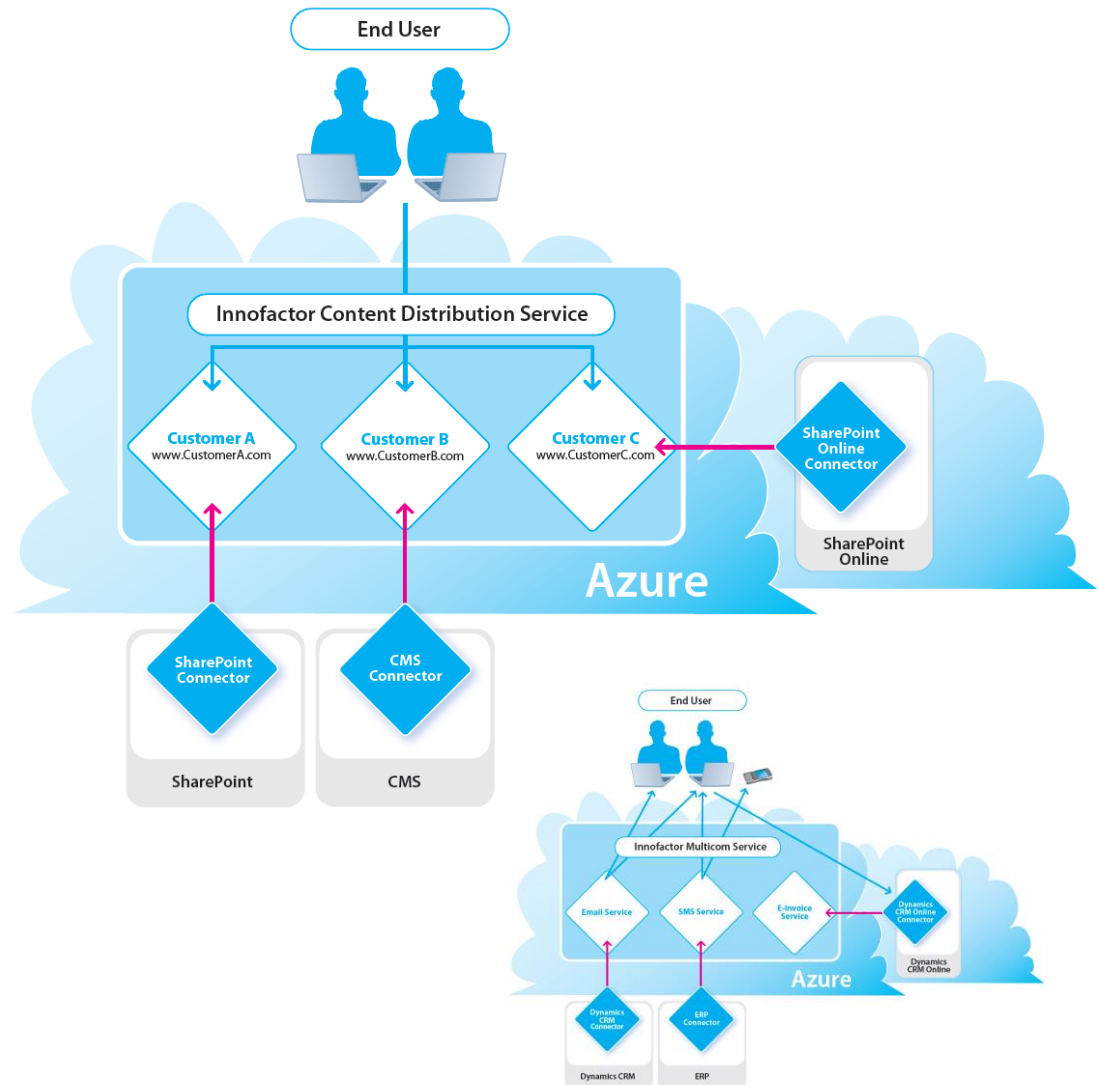 End User
Innofactor Content Distribution Service
Customer A
www.CustomerA.com
Customer B
www.CustomerB.com
Customer C
www.CustomerC.com
SharePoint
Online
Connector
SharePoint
Online
Azure
SharePoint
Connector
CMS
Connector
SharePoint
CMS
End User
Innofactor Multicom Service
Email Service
SMS Service
E-Invoice
Service
Dynamics
CRM Online
Connector
Dynamics
CRM Online
Azure
Dynamics
CRM
Connector
ERP
Connector
Dynamics CRM
ERP